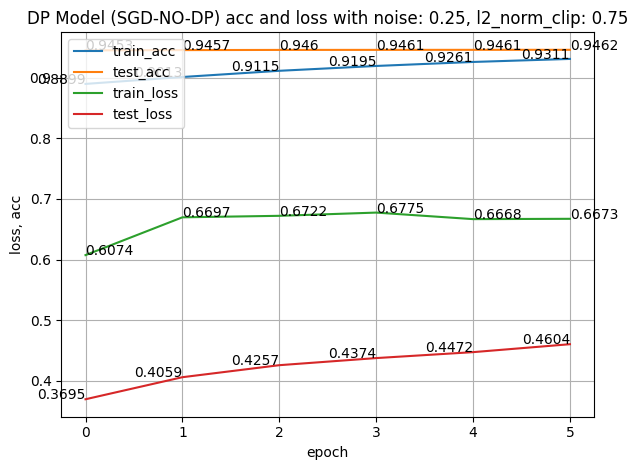 DP Model (SGD-NO-DP) acc and loss with noise: 0.25, l2_norm_clip: 0.75
0.9453 0.9457 0.946 0.9461 0.9461 0.9462
train_acc
test_acc
train_loss
test_loss
0.9115 0.9195 0.9261 0.9311
0.8
0.7
0.6
0.5
0.4
0.6074 0.6697 0.6722 0.6775 0.6668 0.6673
0.3695 0.4059 0.4257 0.4374 0.4472 0.4604
loss, acc
0 1 2 3 4 5
epoch